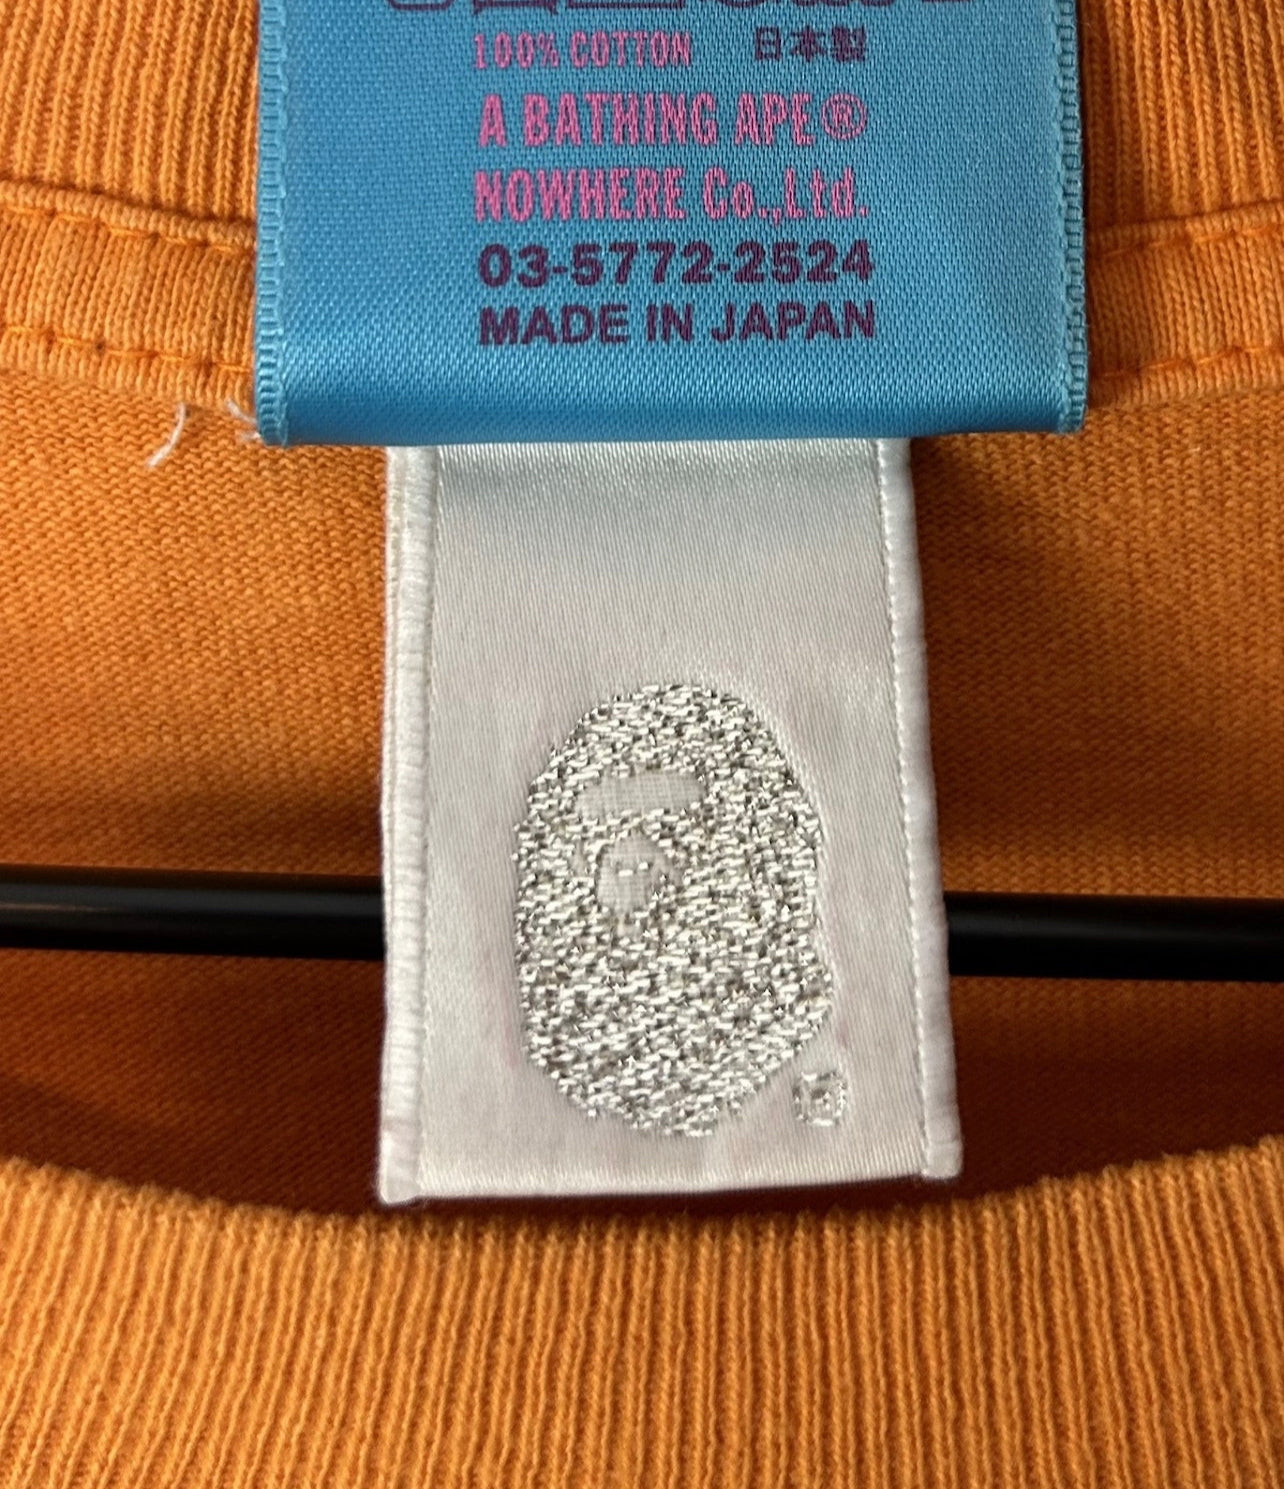 100% COTTON 日本製
A BATHING APE®
NOWHERE Co.,Ltd.
03-5772-2524
MADE IN JAPAN